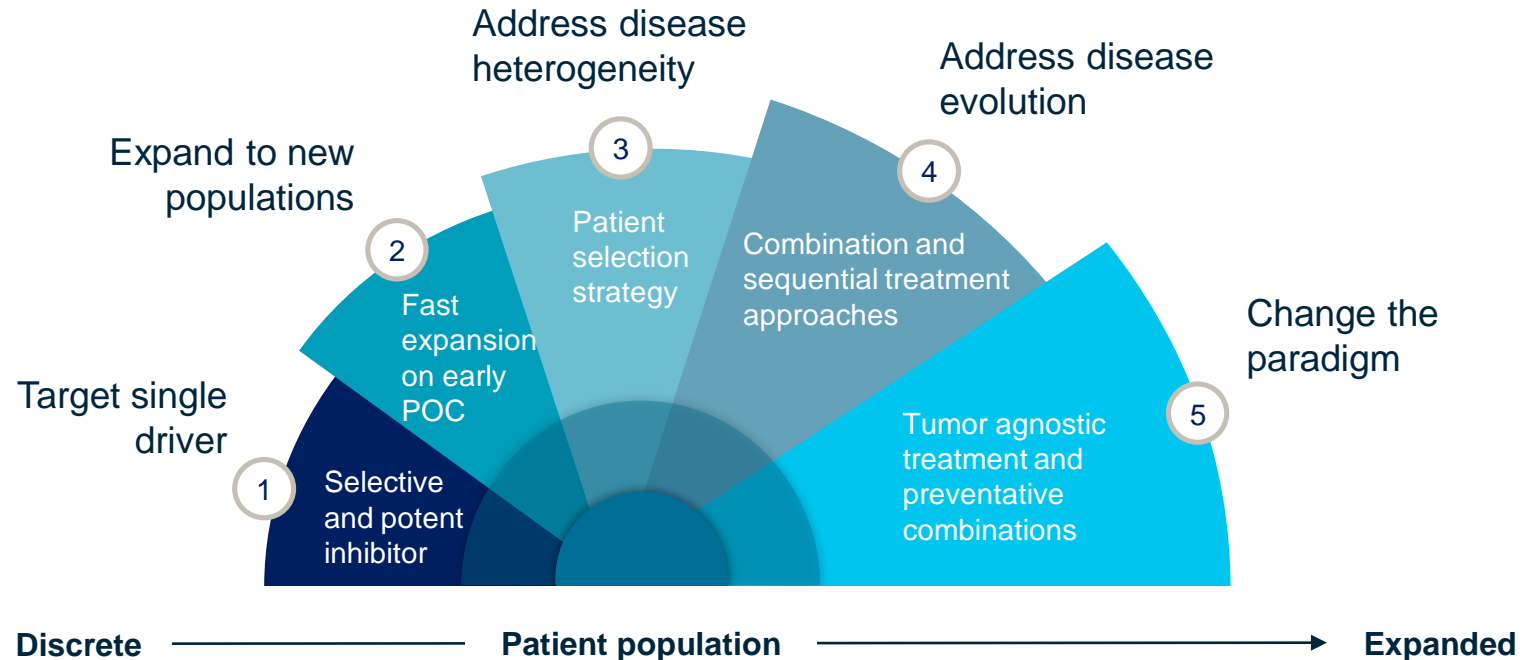 Target single
driver
1
Selective
and potent
inhibitor
Expand to new
populations
2
Fast
expansion
on early
POC
Address disease
heterogeneity
3
Patient
selection
strategy
Address disease
evolution
4
Combination and
sequential treatment
approaches
Change the
paradigm
5
Tumor agnostic
treatment and
preventative
combinations
Discrete Patient population Expanded